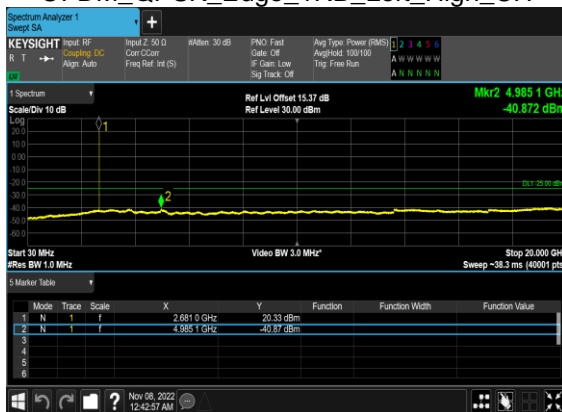 Spectrum Analyzer 1
Swept SA
KEYSIGHT Input: RF Input Z: 50 Ω #Atten: 30 dB PNO: Fast Avg Type: Power (RMS) 1 2 3 4 5 6
R T Coupling: DC Corr CCorr Gate: Off Avg|Hold: 100/100 A W W W W W
Align: Auto Freq Ref: Int (S) IF Gain: Low Trig: Free Run
LXI Sig Track: Off A N N N N N
1 Spectrum Ref Lvl Offset 15.37 dB Mkr2 4.985 1 GHz
Scale/Div 10 dB Ref Level 30.00 dBm -40.872 dBm
Log
20.0
10.0
0.00
-10.0
-20.0
-30.0
-40.0
-50.0
-60.0
1
2
DL1 -25.00 dBm
Start 30 MHz Video BW 3.0 MHz* Stop 20.000 GH
#Res BW 1.0 MHz Sweep ~38.3 ms (40001 pts
5 Marker Table
Mode Trace Scale X Y Function Function Width Function Value
1 N 1 f 2.681 0 GHz 20.33 dBm
2 N 1 f 4.985 1 GHz -40.87 dBm
3
4
5
6
Nov 08, 2022
12:42:57 AM